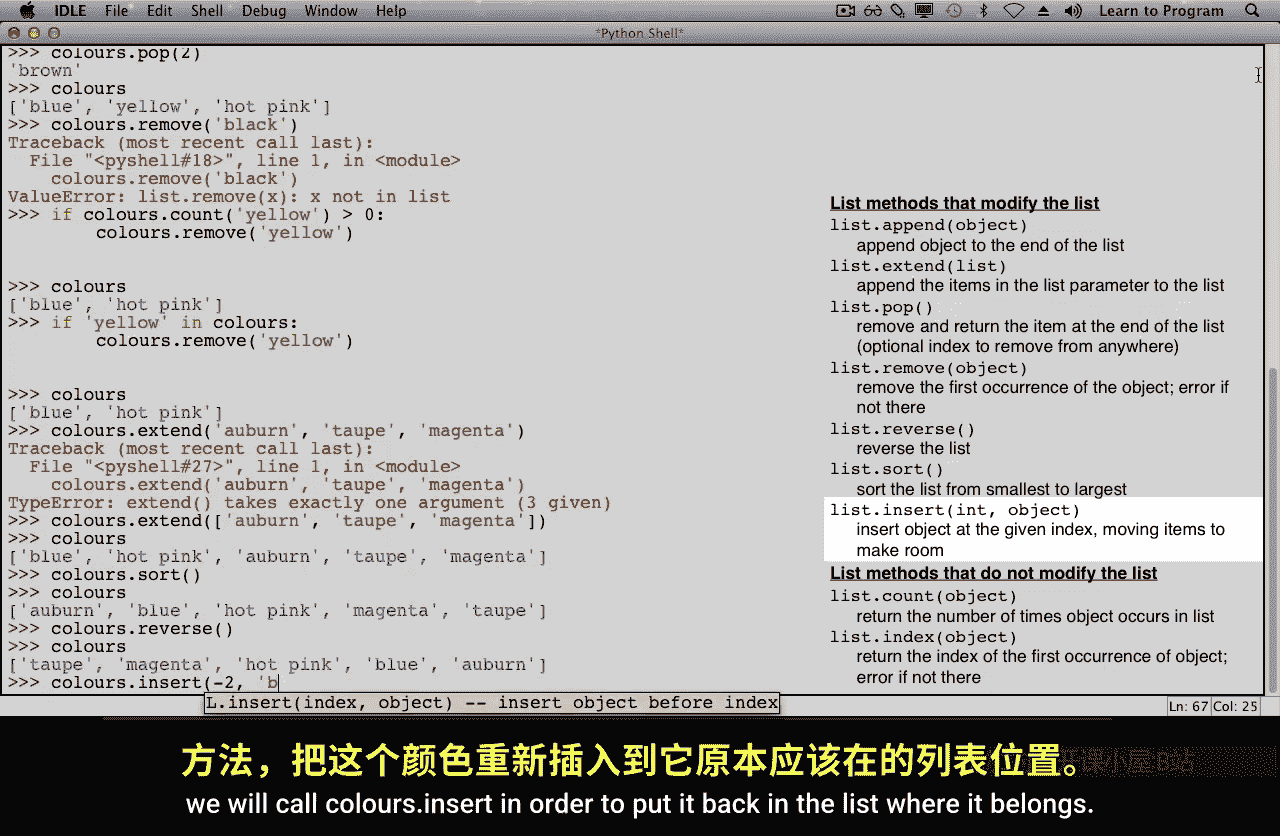 IDLE File Edit Shell Debug Window Help Learn to Program
*Python Shell*
>>> colours.pop(2)
'brown'
>>> colours
['blue', 'yellow', 'hot pink']
>>> colours.remove('black')
Traceback (most recent call last):
File "<pyshell#18>", line 1, in <module>
colours.remove('black')
ValueError: list.remove(x): x not in list
>>> if colours.count('yellow') > 0:
colours.remove('yellow')
>>> colours
['blue', 'hot pink']
>>> if 'yellow' in colours:
colours.remove('yellow')
>>> colours
['blue', 'hot pink']
>>> colours.extend('auburn', 'taupe', 'magenta')
Traceback (most recent call last):
File "<pyshell#27>", line 1, in <module>
colours.extend('auburn', 'taupe', 'magenta')
TypeError: extend() takes exactly one argument (3 given)
>>> colours.extend(['auburn', 'taupe', 'magenta'])
>>> colours
['blue', 'hot pink', 'auburn', 'taupe', 'magenta']
>>> colours.sort()
>>> colours
['auburn', 'blue', 'hot pink', 'magenta', 'taupe']
>>> colours.reverse()
>>> colours
['taupe', 'magenta', 'hot pink', 'blue', 'auburn']
>>> colours.insert(-2, 'b
L.insert(index, object) -- insert object before index
List methods that modify the list
list.append(object)
append object to the end of the list
list.extend(list)
append the items in the list parameter to the list
list.pop()
remove and return the item at the end of the list
(optional index to remove from anywhere)
list.remove(object)
remove the first occurrence of the object; error if
not there
list.reverse()
reverse the list
list.sort()
sort the list from smallest to largest
list.insert(int, object)
insert object at the given index, moving items to
make room
List methods that do not modify the list
list.count(object)
return the number of times object occurs in list
list.index(object)
return the index of the first occurrence of object;
error if not there
Ln: 67 Col: 25
方法，把这个颜色重新插入到它原本应该在的列表位置。
课小屋 B站
we will call colours.insert in order to put it back in the list where it belongs.